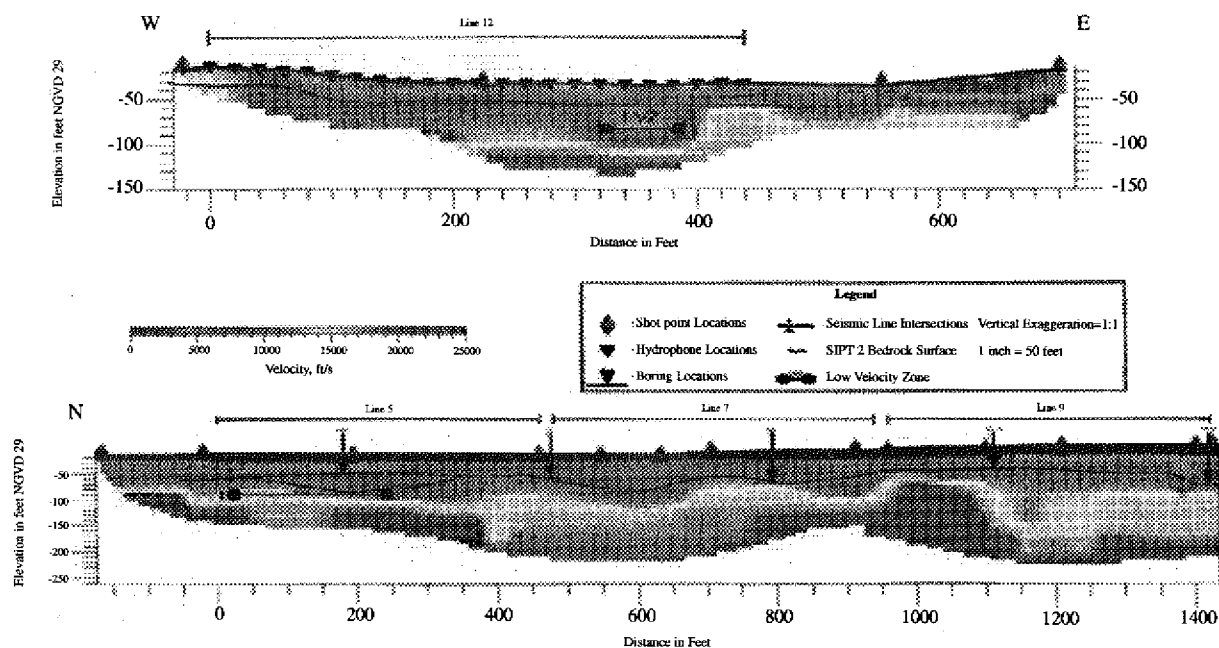 W
Line 12
E
Elevation in feet NGVD 29
-50
-100
-150
-50
-100
-150
0
200
400
600
Distance in Feet
0
5000
10000
15000
20000
25000
Velocity, ft/s
Legend
Shot point Locations
Seismic Line Intersections
Vertical Exaggeration=1:1
Hydrophone Locations
SIPT 2 Bedrock Surface
1 inch = 50 feet
Boring Locations
Low Velocity Zone
N
Line 5
Line 7
Line 9
Elevation in feet NGVD 29
-50
-100
-150
-200
-250
0
200
400
600
800
1000
1200
1400
Distance in Feet